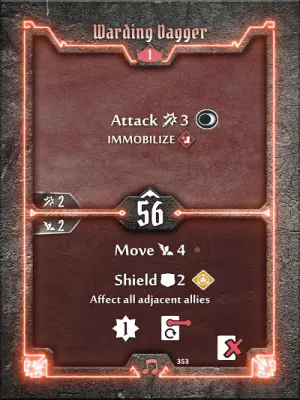 Warding Dagger
1
Attack 3
IMMOBILIZE
2
56
2
Move 4
Shield 2
Affect all adjacent allies
1
353